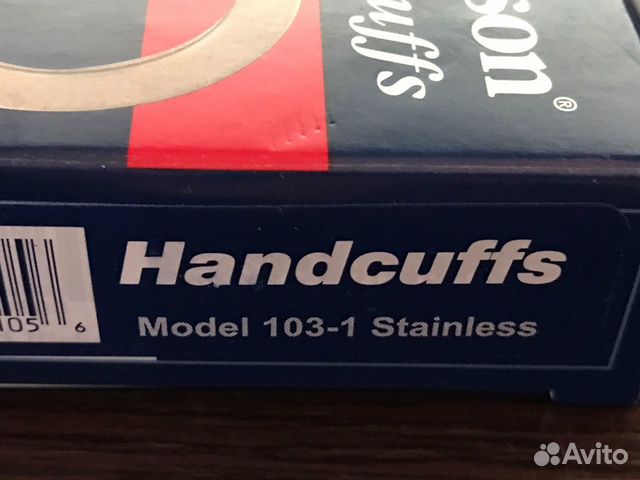 son®
uffs
Handcuffs
Model 103-1 Stainless
105 6
Avito